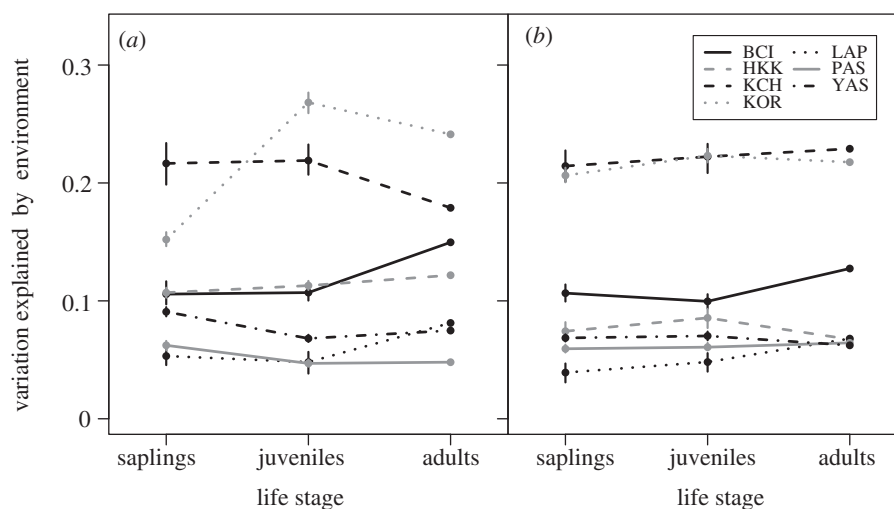 (a)
(b)
BCI
HKK
KCH
KOR
LAP
PAS
YAS
variation explained by environment
0.3
0.2
0.1
0
saplings juveniles adults
saplings juveniles adults
life stage
life stage